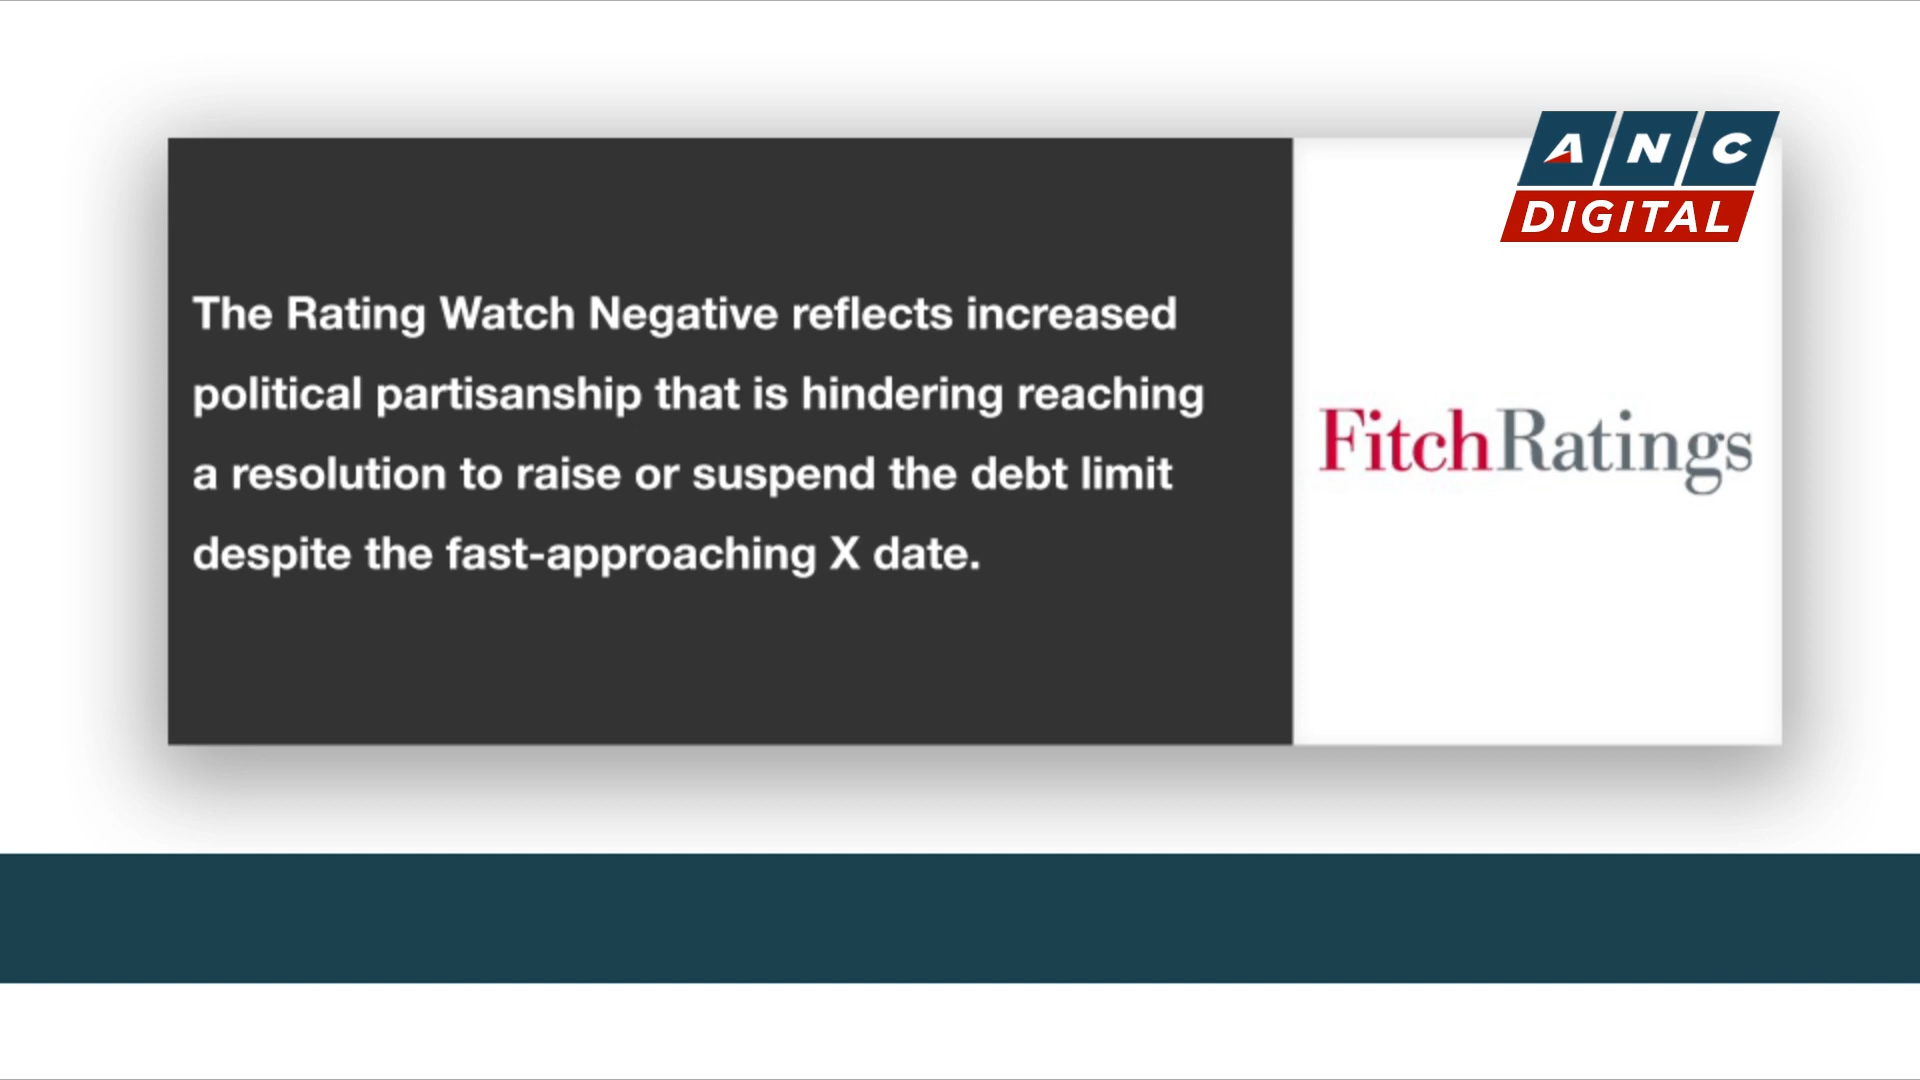 ANC
DIGITAL
The Rating Watch Negative reflects increased
political partisanship that is hindering reaching
a resolution to raise or suspend the debt limit
despite the fast-approaching X date.
FitchRatings